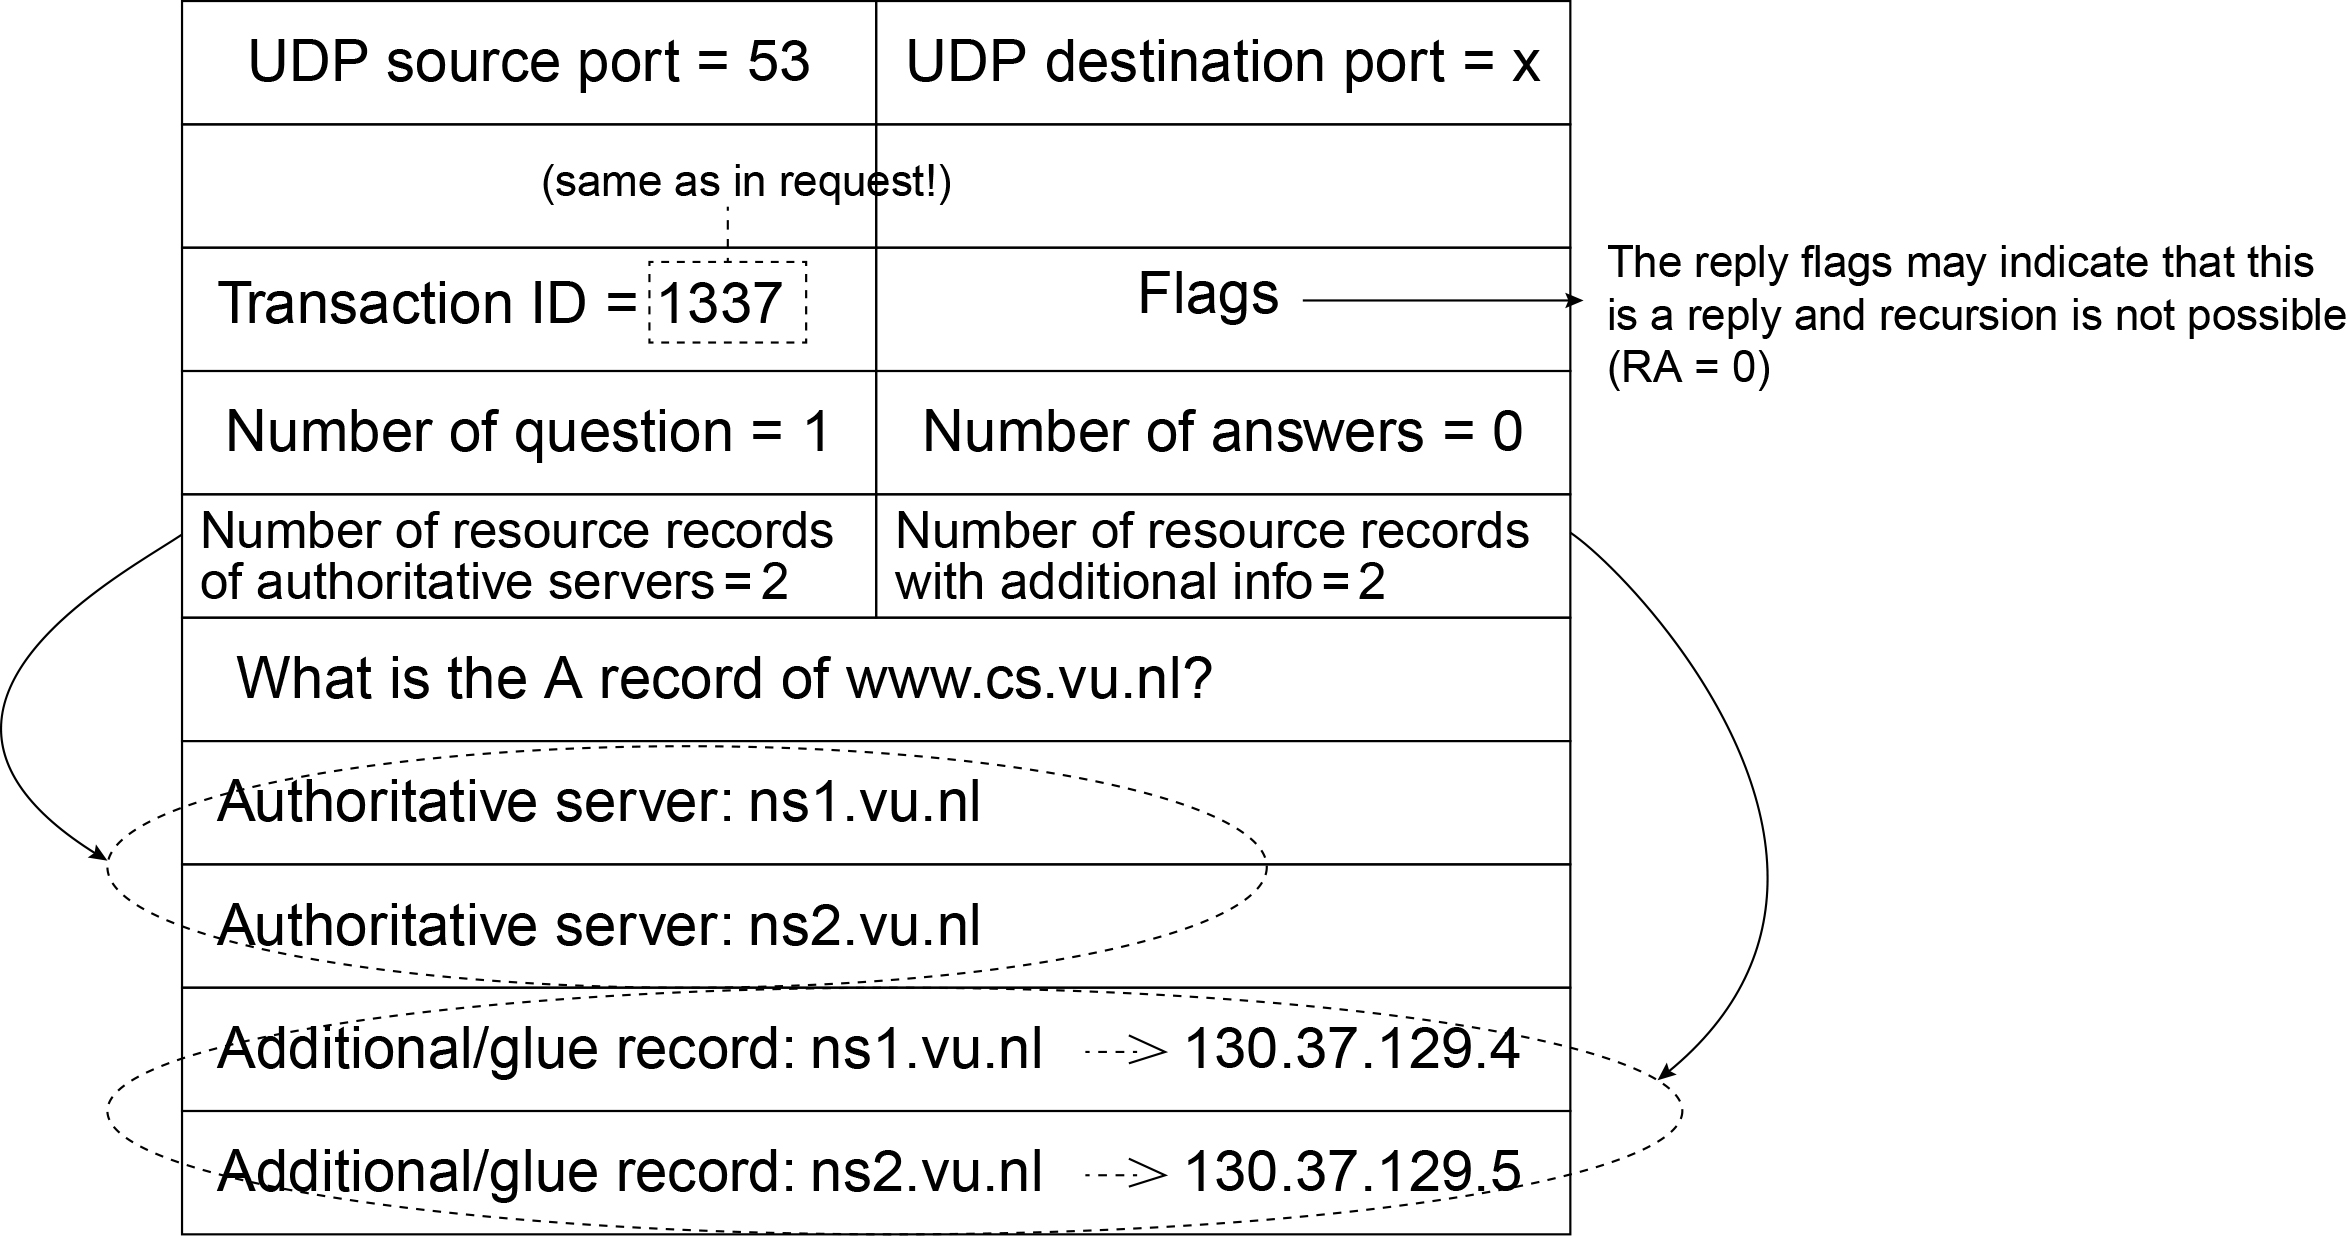 UDP source port = 53
UDP destination port = x
(same as in request!)
Transaction ID = 1337
Flags
The reply flags may indicate that this
is a reply and recursion is not possible
(RA = 0)
Number of question = 1
Number of answers = 0
Number of resource records
of authoritative servers = 2
Number of resource records
with additional info = 2
What is the A record of www.cs.vu.nl?
Authoritative server: ns1.vu.nl
Authoritative server: ns2.vu.nl
Additional/glue record: ns1.vu.nl 130.37.129.4
Additional/glue record: ns2.vu.nl 130.37.129.5